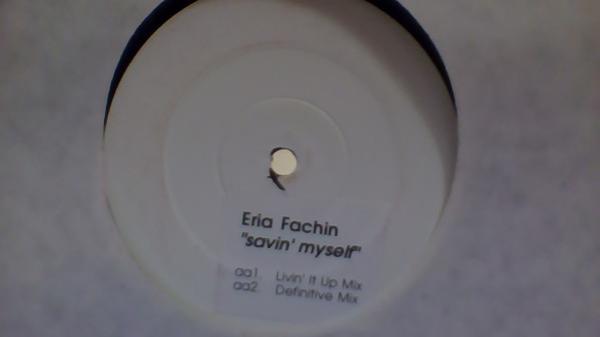 Eria Fachin
"savin' myself"
aa1. Livin' It Up Mix
aa2. Definitive Mix